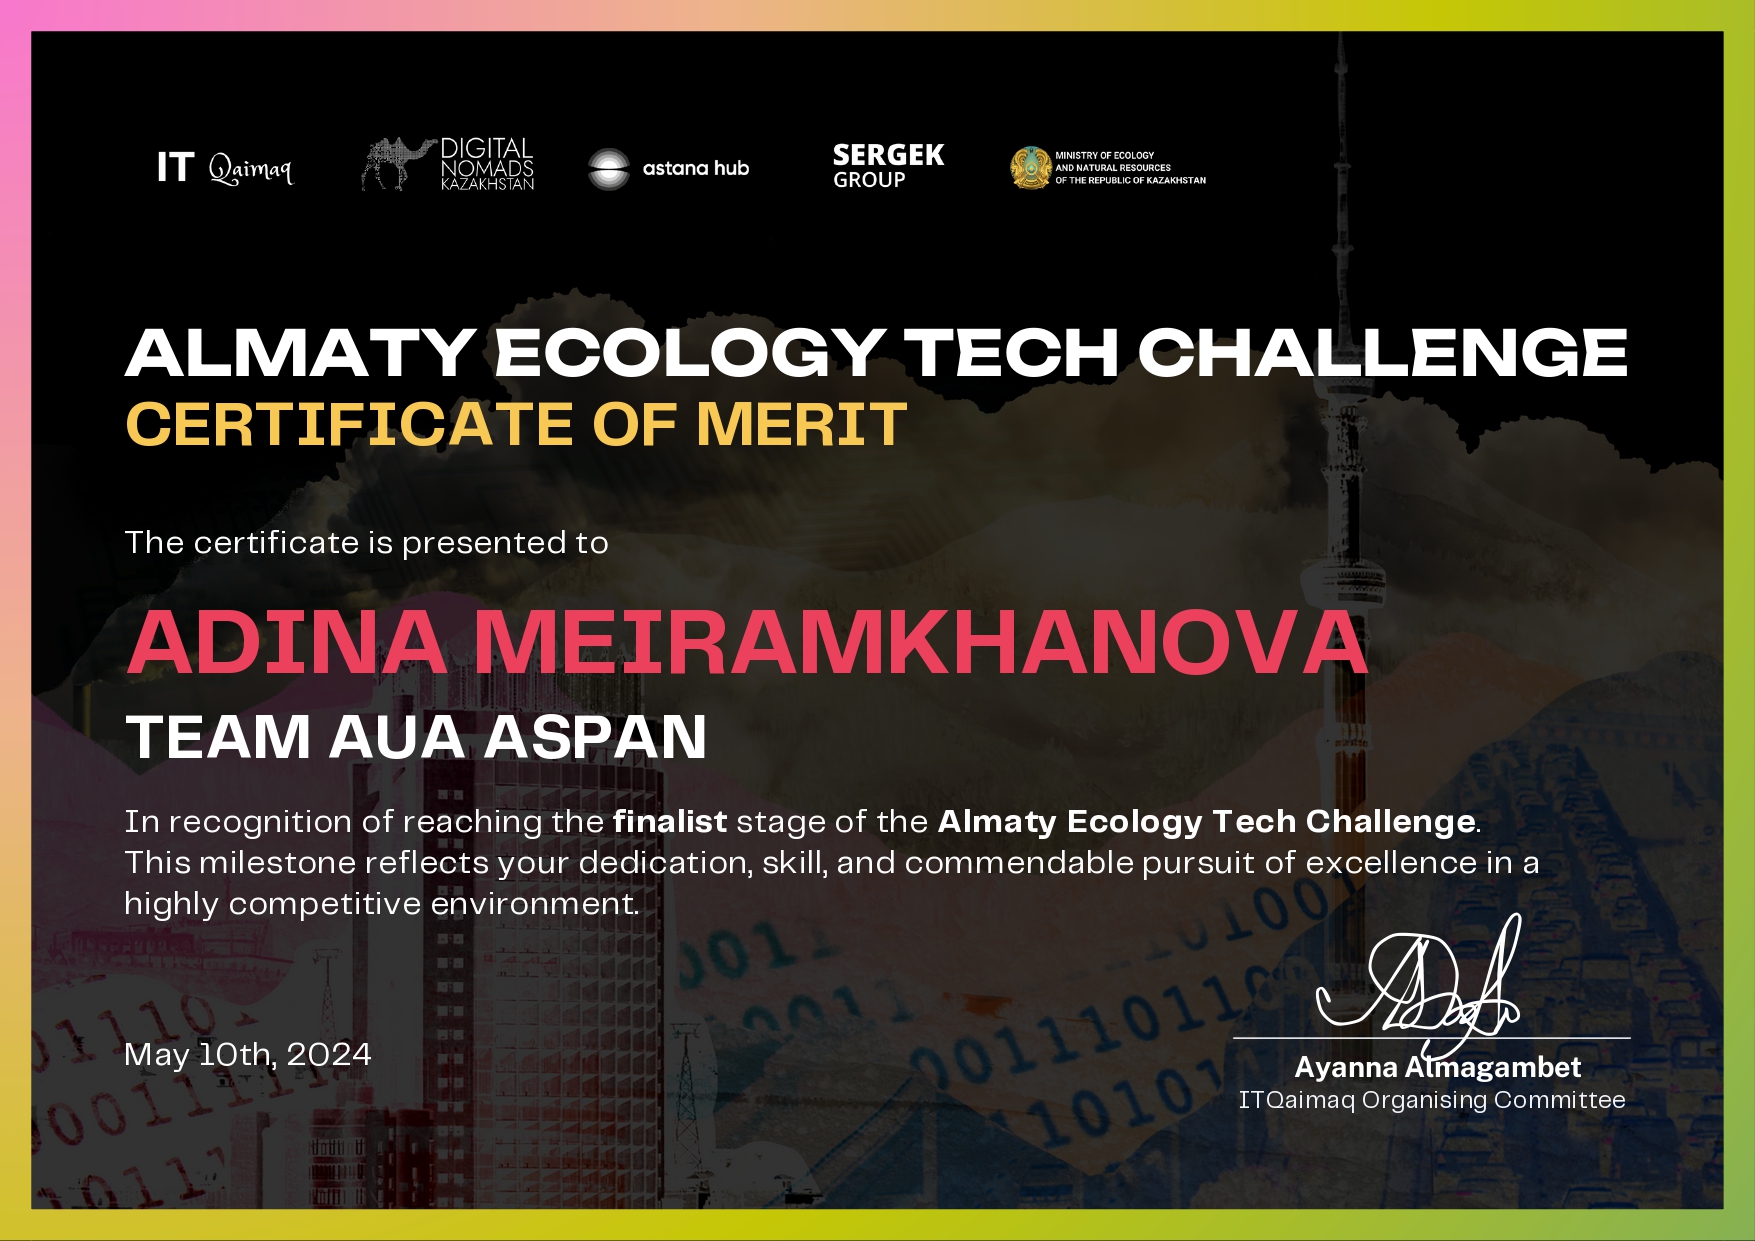 IT Qaimaq
DIGITAL
NOMADS
KAZAKHSTAN
astana hub
SERGEK
GROUP
MINISTRY OF ECOLOGY
AND NATURAL RESOURCES
OF THE REPUBLIC OF KAZAKHSTAN
ALMATY ECOLOGY TECH CHALLENGE
CERTIFICATE OF MERIT
The certificate is presented to
ADINA MEIRAMKHANOVA
TEAM AUA ASPAN
In recognition of reaching the finalist stage of the Almaty Ecology Tech Challenge.
This milestone reflects your dedication, skill, and commendable pursuit of excellence in a
highly competitive environment.
May 10th, 2024
Ayanna Almagambet
ITQaimaq Organising Committee